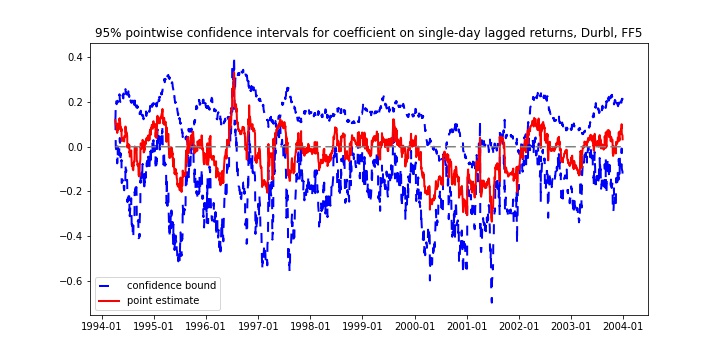 95% pointwise confidence intervals for coefficient on single-day lagged returns, Durbl, FF5
0.4
0.2
0.0
−0.2
−0.4
−0.6
confidence bound
point estimate
1994-01 1995-01 1996-01 1997-01 1998-01 1999-01 2000-01 2001-01 2002-01 2003-01 2004-01